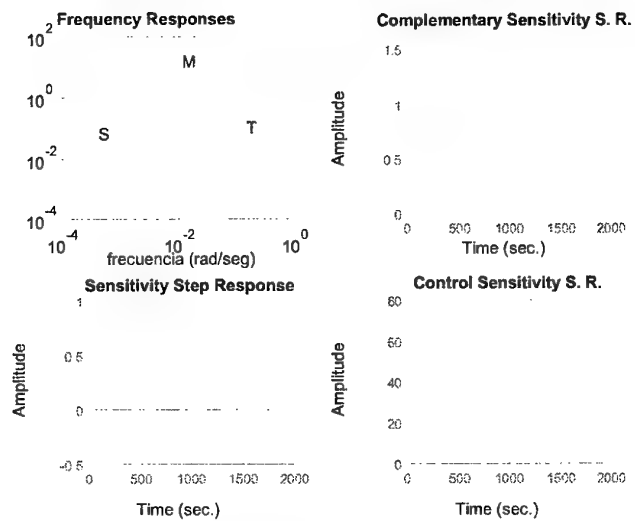 Frequency Responses
10^2
10^0
10^-2
10^-4
M
S
T
10^-4
10^-2
10^0
frecuencia (rad/seg)
Complementary Sensitivity S. R.
Amplitude
1.5
1
0.5
0
0
500
1000
1500
2000
Time (sec.)
Sensitivity Step Response
Amplitude
1
0.5
0
-0.5
0
500
1000
1500
2000
Time (sec.)
Control Sensitivity S. R.
Amplitude
80
60
40
20
0
0
500
1000
1500
2000
Time (sec.)